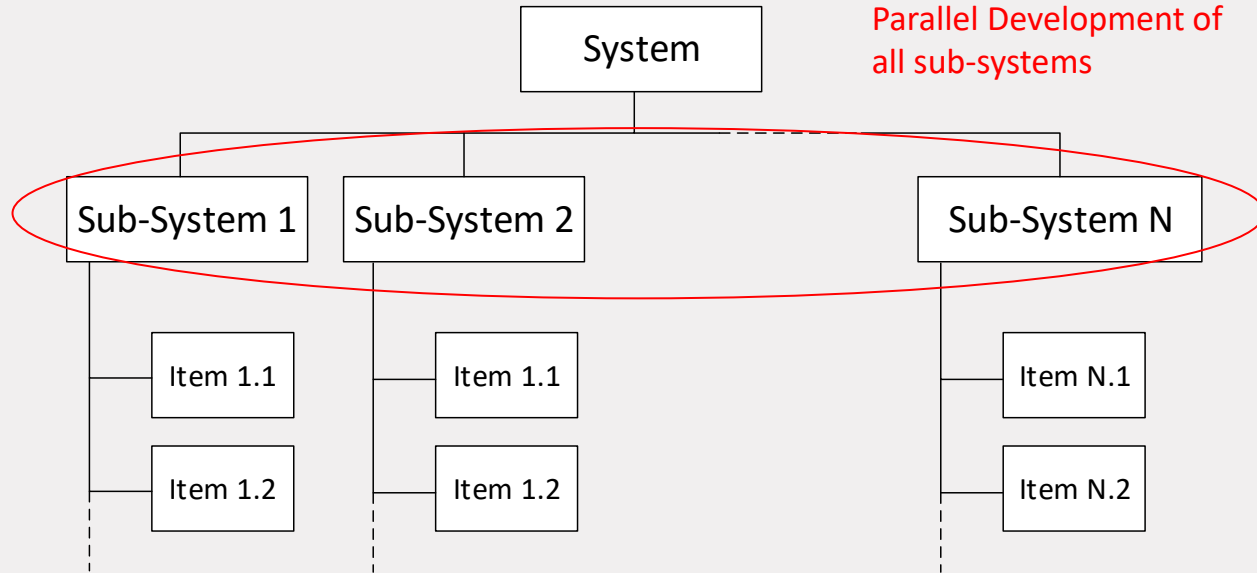 System
Parallel Development of
all sub-systems
Sub-System 1
Sub-System 2
Sub-System N
Item 1.1
Item 1.1
Item N.1
Item 1.2
Item 1.2
Item N.2